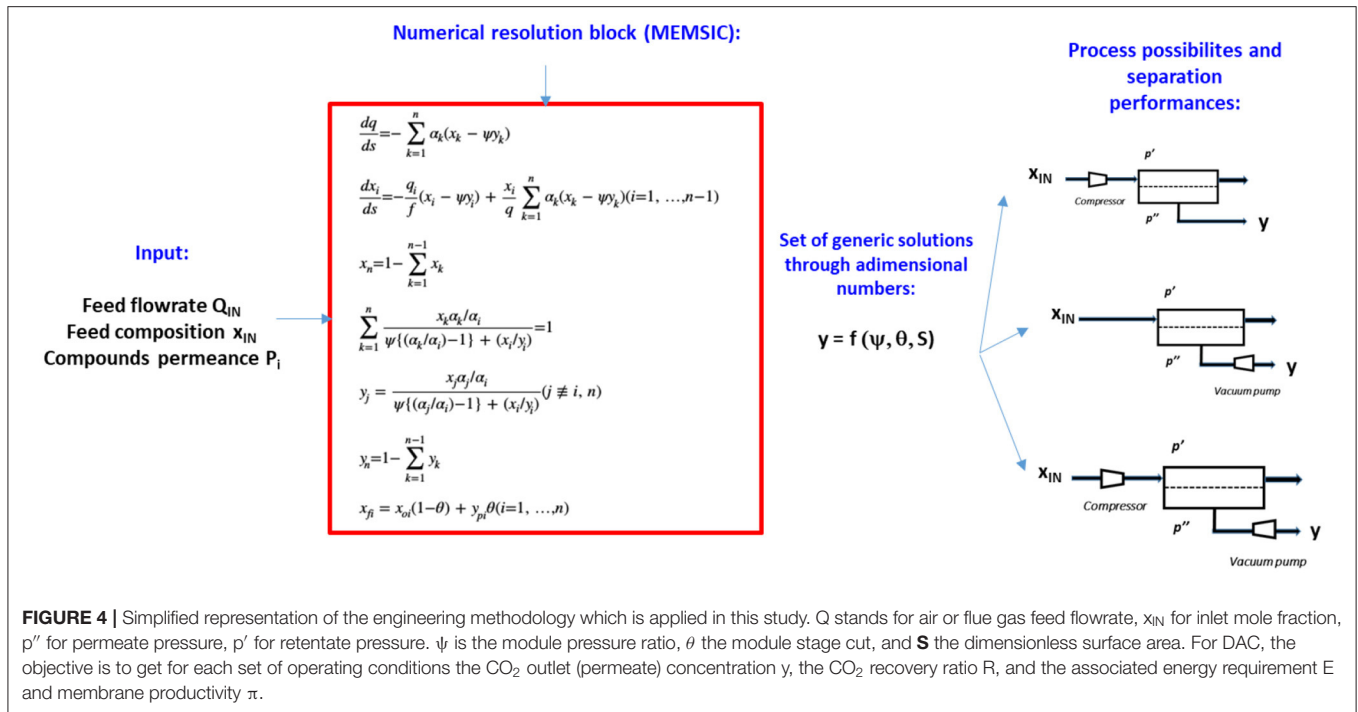 Numerical resolution block (MEMSIC):
Process possibilites and
separation
performances:
Input:
Feed flowrate Q_IN
Feed composition x_IN
Compounds permeance P_i
dq/ds=−∑_{k=1}^{n} α_k(x_k − ψy_k)
dx_i/ds=−q_i/f(x_i − ψy_i) + x_i/q ∑_{k=1}^{n} α_k(x_k − ψy_k)(i=1, ...,n−1)
x_n=1−∑_{k=1}^{n−1} x_k
∑_{k=1}^{n} x_kα_k/α_i / (ψ{(α_k/α_i)−1} + (x_i/y_i))=1
y_j = x_jα_j/α_i / (ψ{(α_j/α_i)−1} + (x_i/y_i))(j ≢ i, n)
y_n=1−∑_{k=1}^{n−1} y_k
x_fi = x_oi(1−θ) + y_piθ(i=1, ...,n)
Set of generic solutions
through adimensional
numbers:
y = f (ψ, θ, S)
p'
X_IN
Compressor
p"
y
p'
X_IN
p"
y
Vacuum pump
p'
X_IN
Compressor
p"
y
Vacuum pump
FIGURE 4 | Simplified representation of the engineering methodology which is applied in this study. Q stands for air or flue gas feed flowrate, x_IN for inlet mole fraction,
p″ for permeate pressure, p′ for retentate pressure. ψ is the module pressure ratio, θ the module stage cut, and S the dimensionless surface area. For DAC, the
objective is to get for each set of operating conditions the CO₂ outlet (permeate) concentration y, the CO₂ recovery ratio R, and the associated energy requirement E
and membrane productivity π.